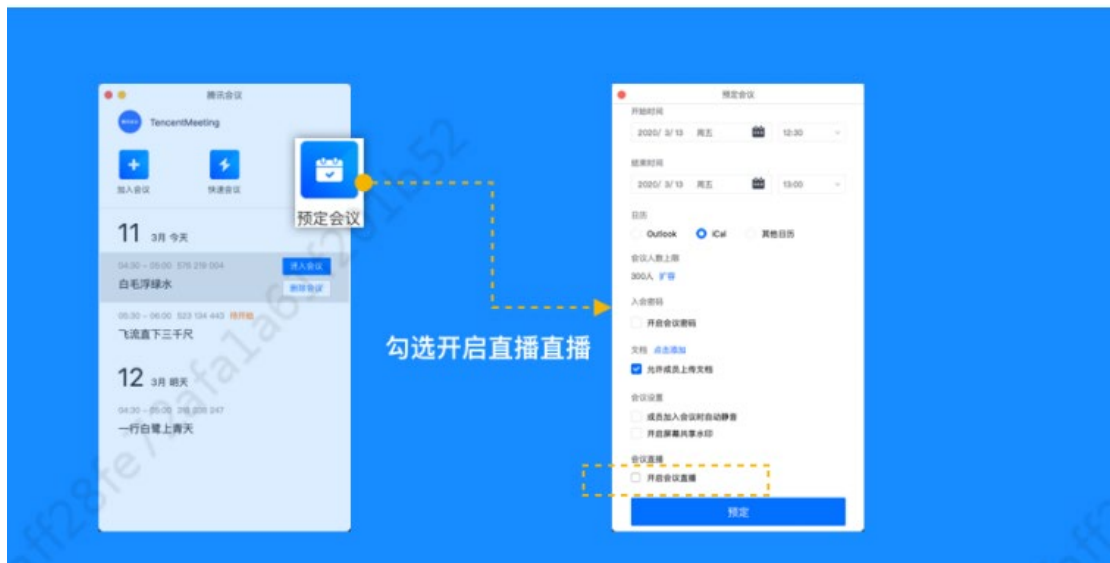 腾讯会议
TencentMeeting
加入会议
快速会议
预定会议
11 3月 今天
04:30 - 05:00
进入会议
白毛浮绿水
删除会议
05:30 - 06:00 523 134 443 待开始
飞流直下三千尺
12 3月 明天
04:30 - 05:00
一行白鹭上青天
勾选开启直播直播
预定会议
开始时间
2020/ 3/ 13 周五 12:30
结束时间
2020/ 3/ 13 周五 13:00
日历
Outlook iCal 其他日历
会议人数上限
300人 扩容
入会密码
开启会议密码
文档 点击添加
允许成员上传文档
会议设置
成员加入会议时自动静音
开启屏幕共享水印
会议直播
开启会议直播
预定